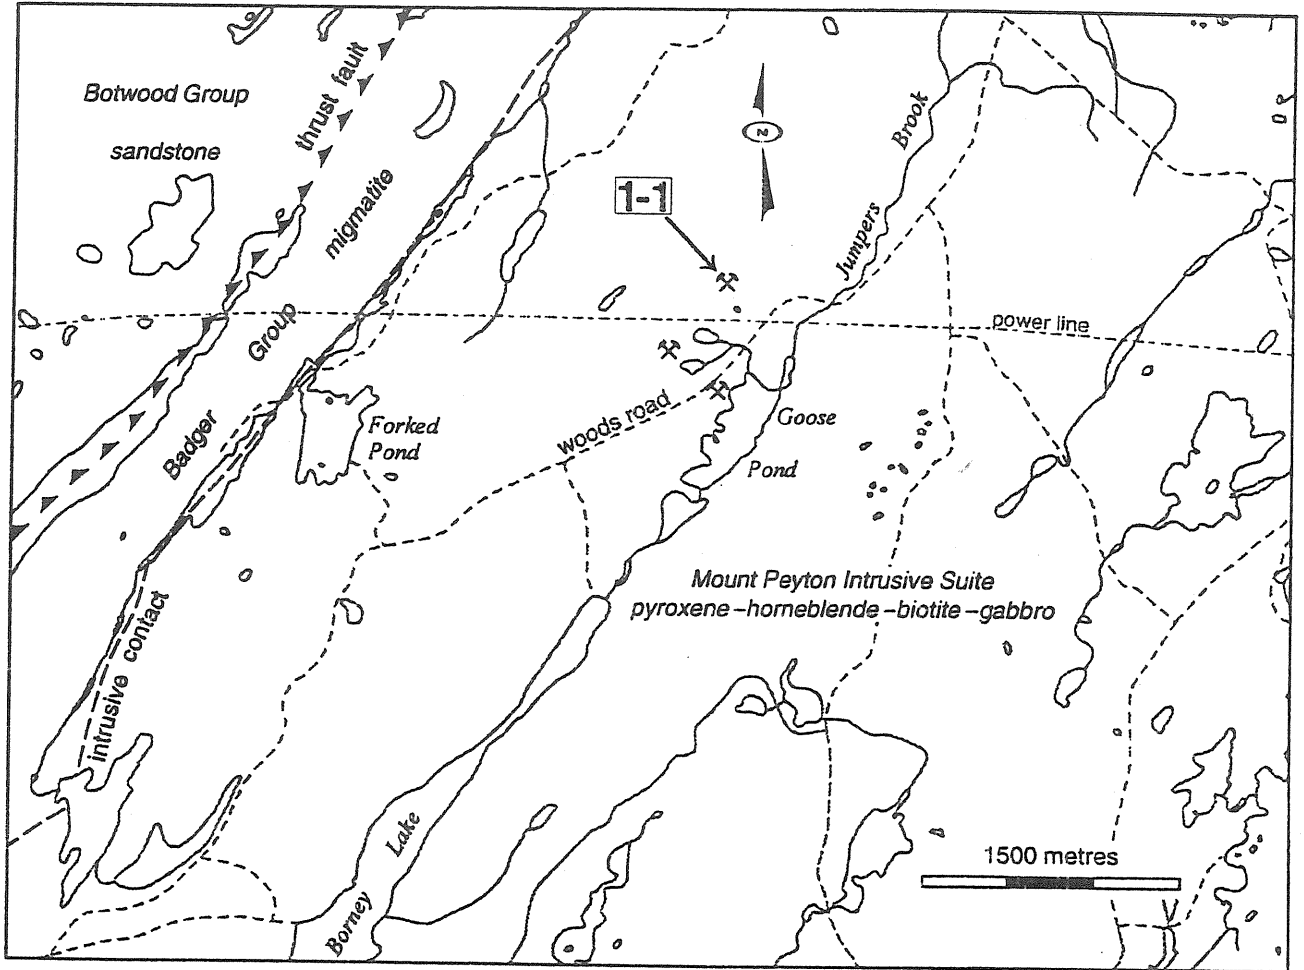 Botwood Group
sandstone
thrust fault
migmatite
Group
Badger
intrusive contact
N
1-1
Jumpers Brook
power line
woods road
Forked
Pond
Goose
Pond
Mount Peyton Intrusive Suite
pyroxene-horneblende-biotite-gabbro
1500 metres
Borney Lake